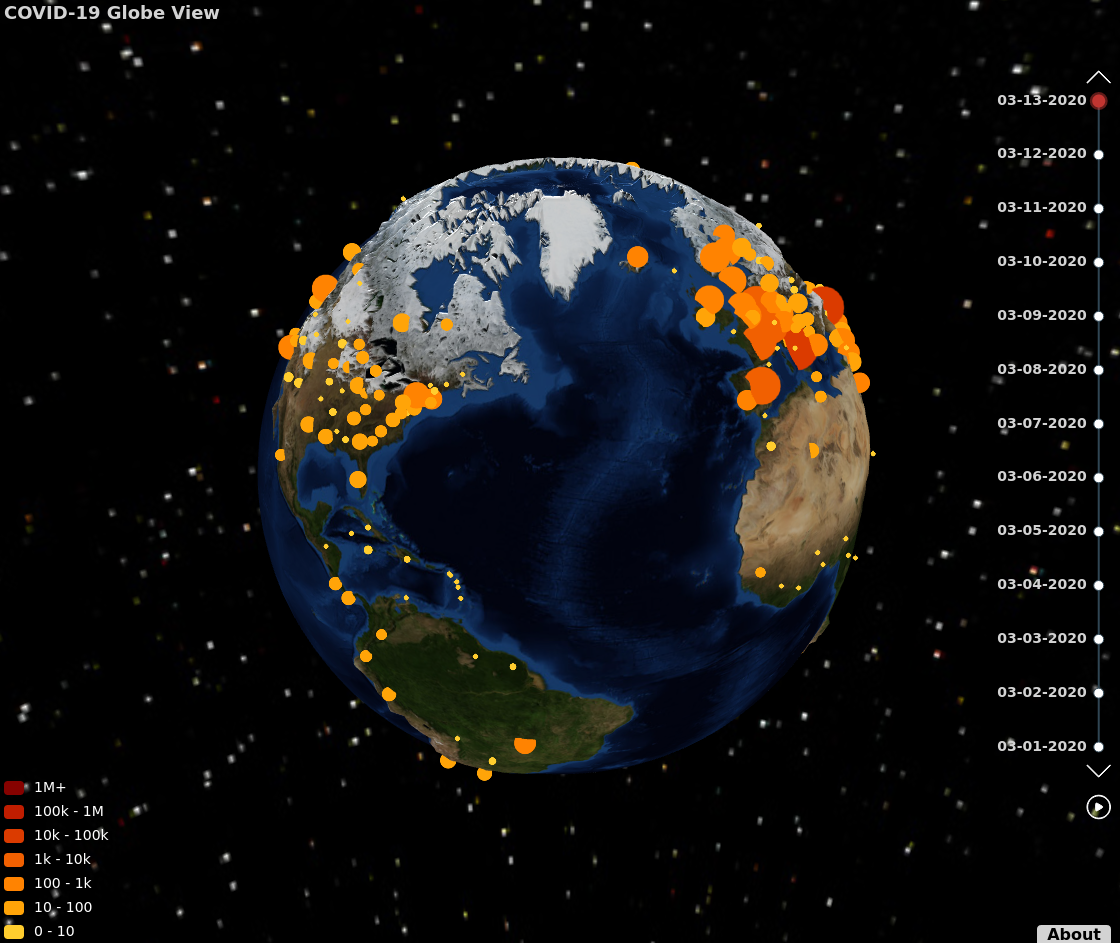 COVID-19 Globe View
03-13-2020
03-12-2020
03-11-2020
03-10-2020
03-09-2020
03-08-2020
03-07-2020
03-06-2020
03-05-2020
03-04-2020
03-03-2020
03-02-2020
03-01-2020
1M+
100k - 1M
10k - 100k
1k - 10k
100 - 1k
10 - 100
0 - 10
About